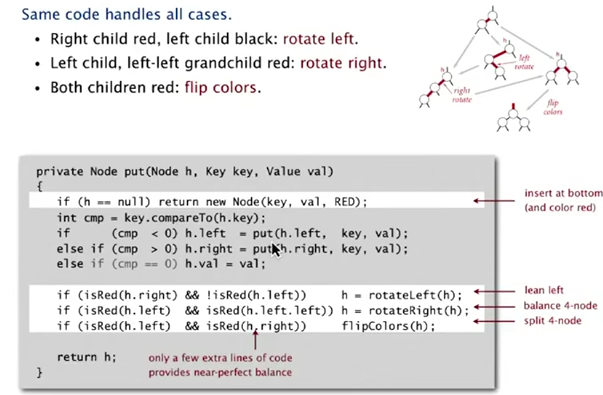 Same code handles all cases.
• Right child red, left child black: rotate left.
• Left child, left-left grandchild red: rotate right.
• Both children red: flip colors.
h
left
rotate
h
h
right
rotate
flip
colors
private Node put(Node h, Key key, Value val)
{
if (h == null) return new Node(key, val, RED);
insert at bottom
(and color red)
int cmp = key.compareTo(h.key);
if (cmp < 0) h.left = put(h.left, key, val);
else if (cmp > 0) h.right = put(h.right, key, val);
else if (cmp == 0) h.val = val;
if (isRed(h.right) && !isRed(h.left)) h = rotateLeft(h);
lean left
if (isRed(h.left) && isRed(h.left.left)) h = rotateRight(h);
balance 4-node
if (isRed(h.left) && isRed(h.right)) flipColors(h);
split 4-node
return h;
only a few extra lines of code
provides near-perfect balance
}